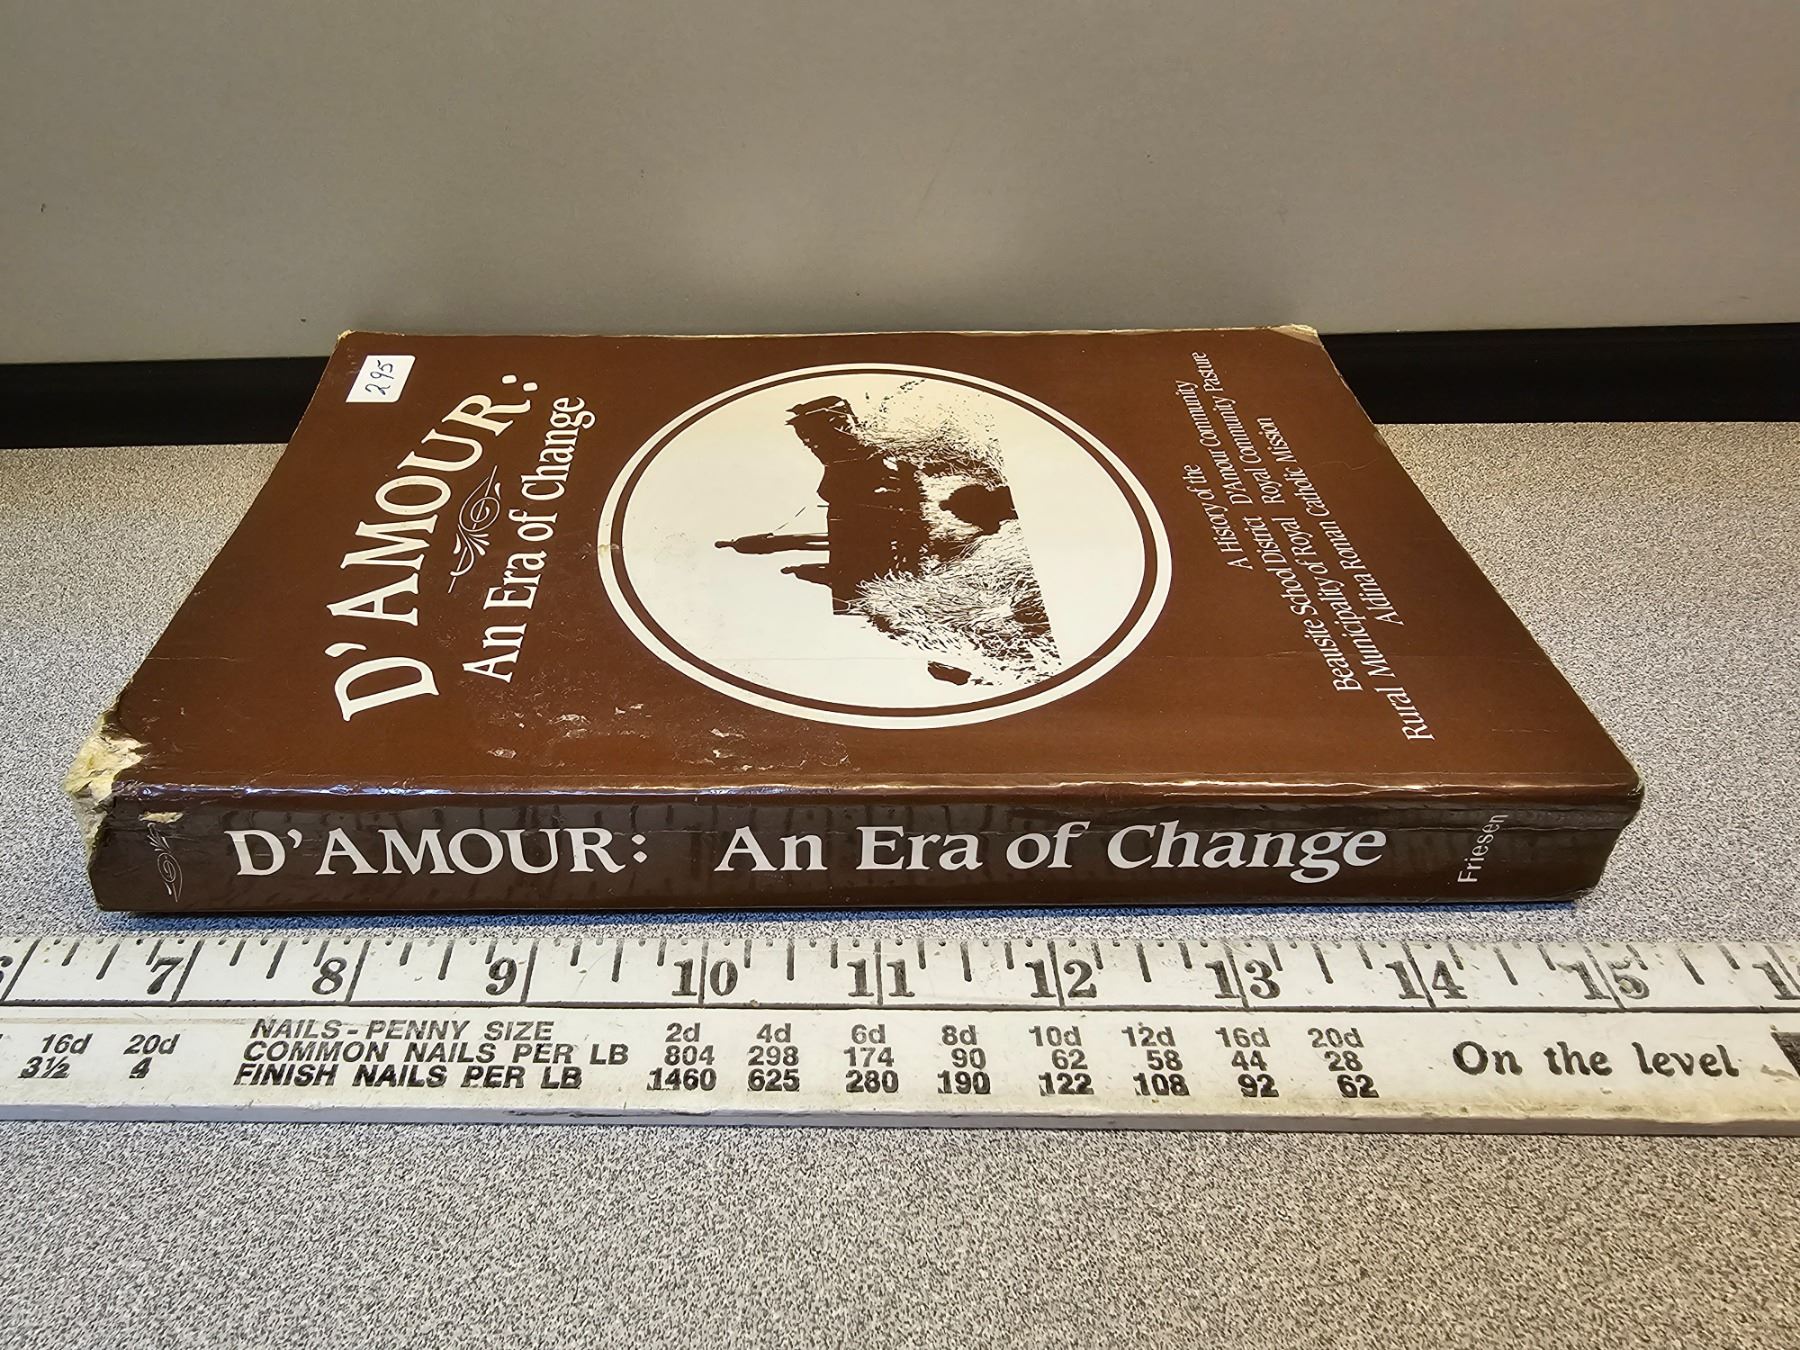 295
D'AMOUR:
An Era of Change
A History of the
D'Amour Community
Beausite School District D'Amour Community Pasture
Rural Municipality of Royal Royal Community Pasture
Aldina Roman Catholic Mission
D'AMOUR: An Era of Change
Friesen
6 7 8 9 10 11 12 13 14 15 1
16d 20d NAILS-PENNY SIZE 2d 4d 6d 8d 10d 12d 16d 20d
3½ 4 COMMON NAILS PER LB 804 298 174 90 62 58 44 28
FINISH NAILS PER LB 1460 625 280 190 122 108 92 62
On the level